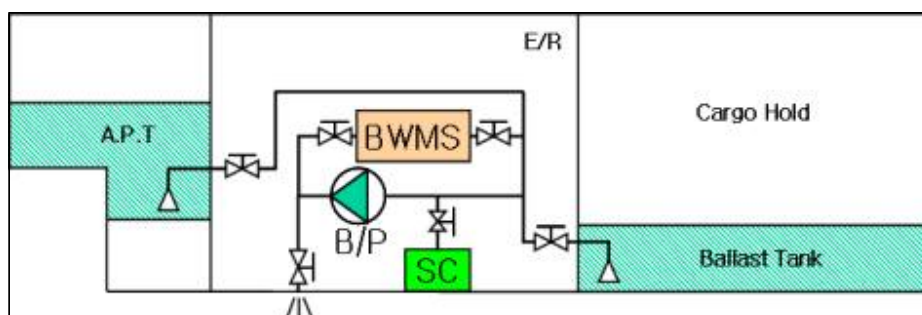 E/R
Cargo Hold
A.P.T
BWMS
B/P
SC
Ballast Tank